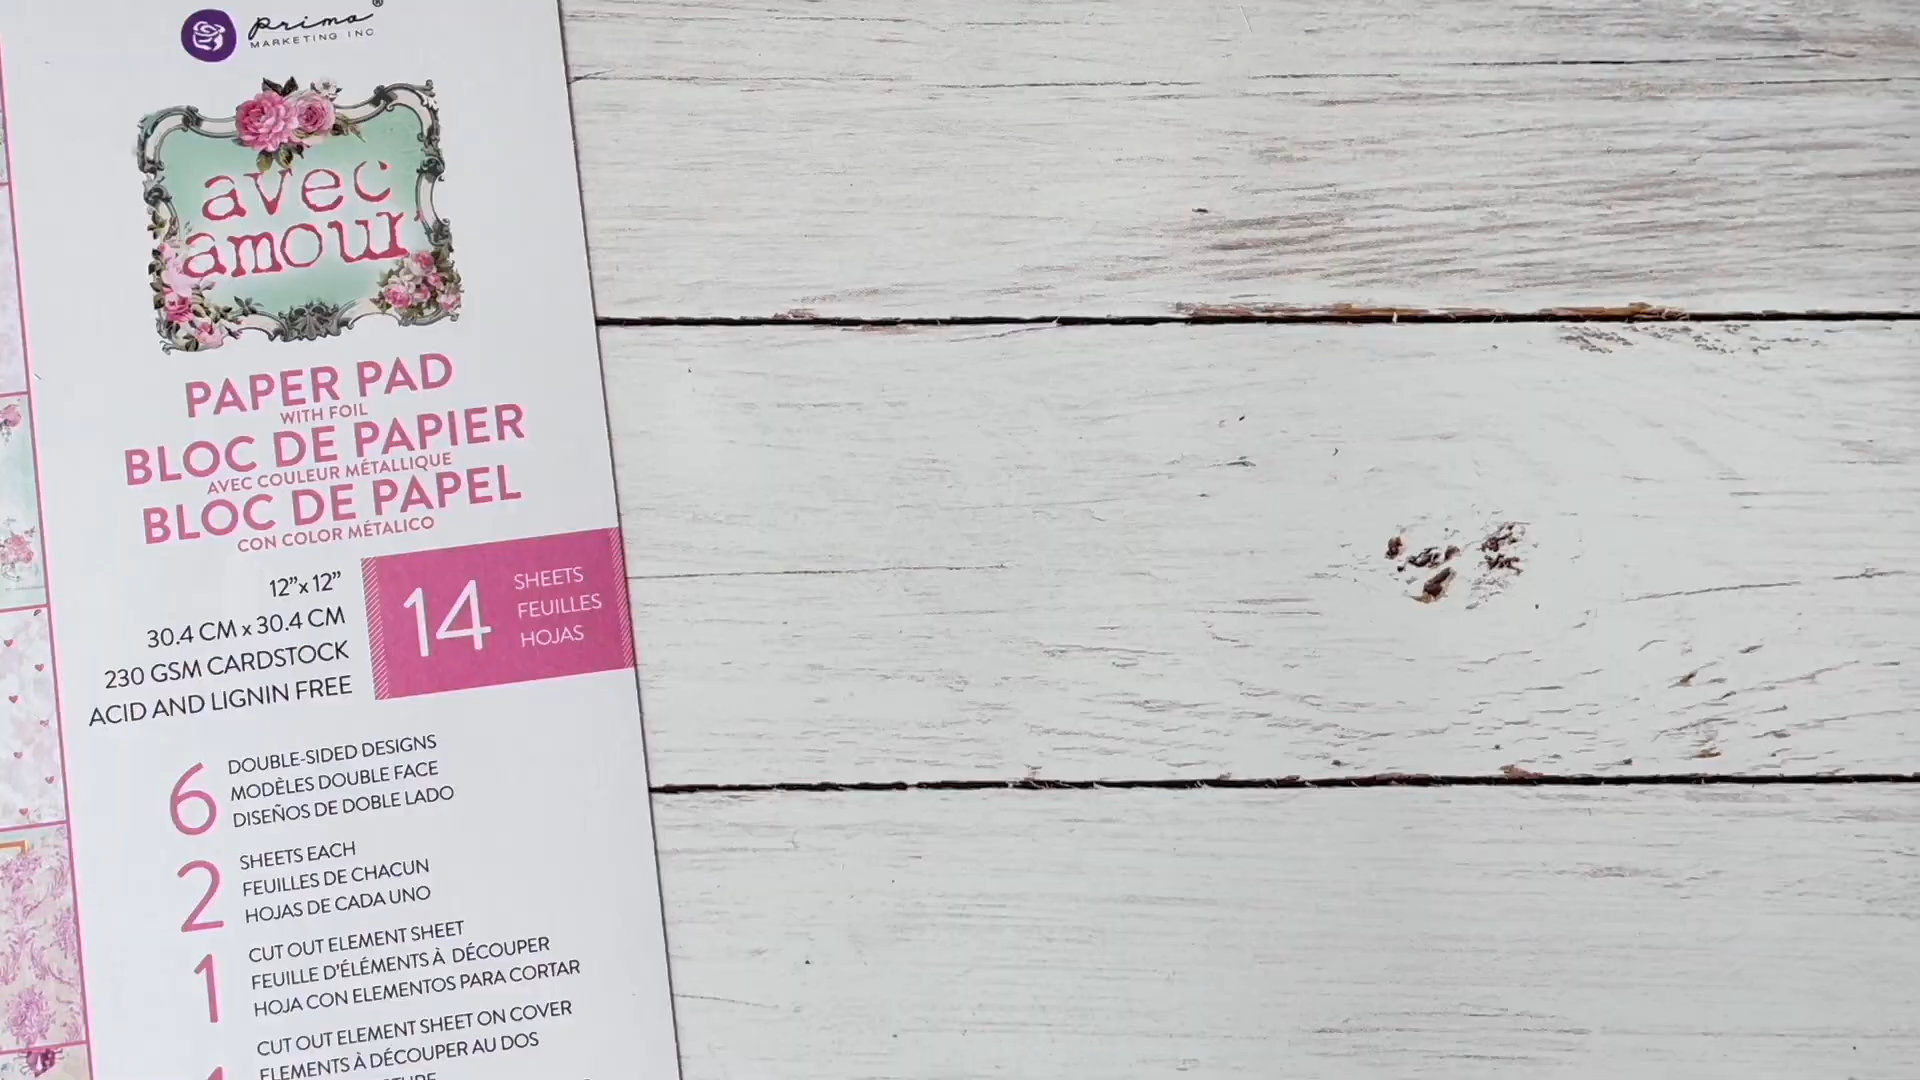 prima®
MARKETING INC
avec
amour
PAPER PAD
WITH FOIL
BLOC DE PAPIER
AVEC COULEUR MÉTALLIQUE
BLOC DE PAPEL
CON COLOR MÉTALICO
12”x 12”
30.4 CM x 30.4 CM
230 GSM CARDSTOCK
ACID AND LIGNIN FREE
14
SHEETS
FEUILLES
HOJAS
6
DOUBLE-SIDED DESIGNS
MODÈLES DOUBLE FACE
DISEÑOS DE DOBLE LADO
2
SHEETS EACH
FEUILLES DE CHACUN
HOJAS DE CADA UNO
1
CUT OUT ELEMENT SHEET
FEUILLE D'ÉLÉMENTS À DÉCOUPER
HOJA CON ELEMENTOS PARA CORTAR
CUT OUT ELEMENT SHEET ON COVER
ELEMENTS À DÉCOUPER AU DOS